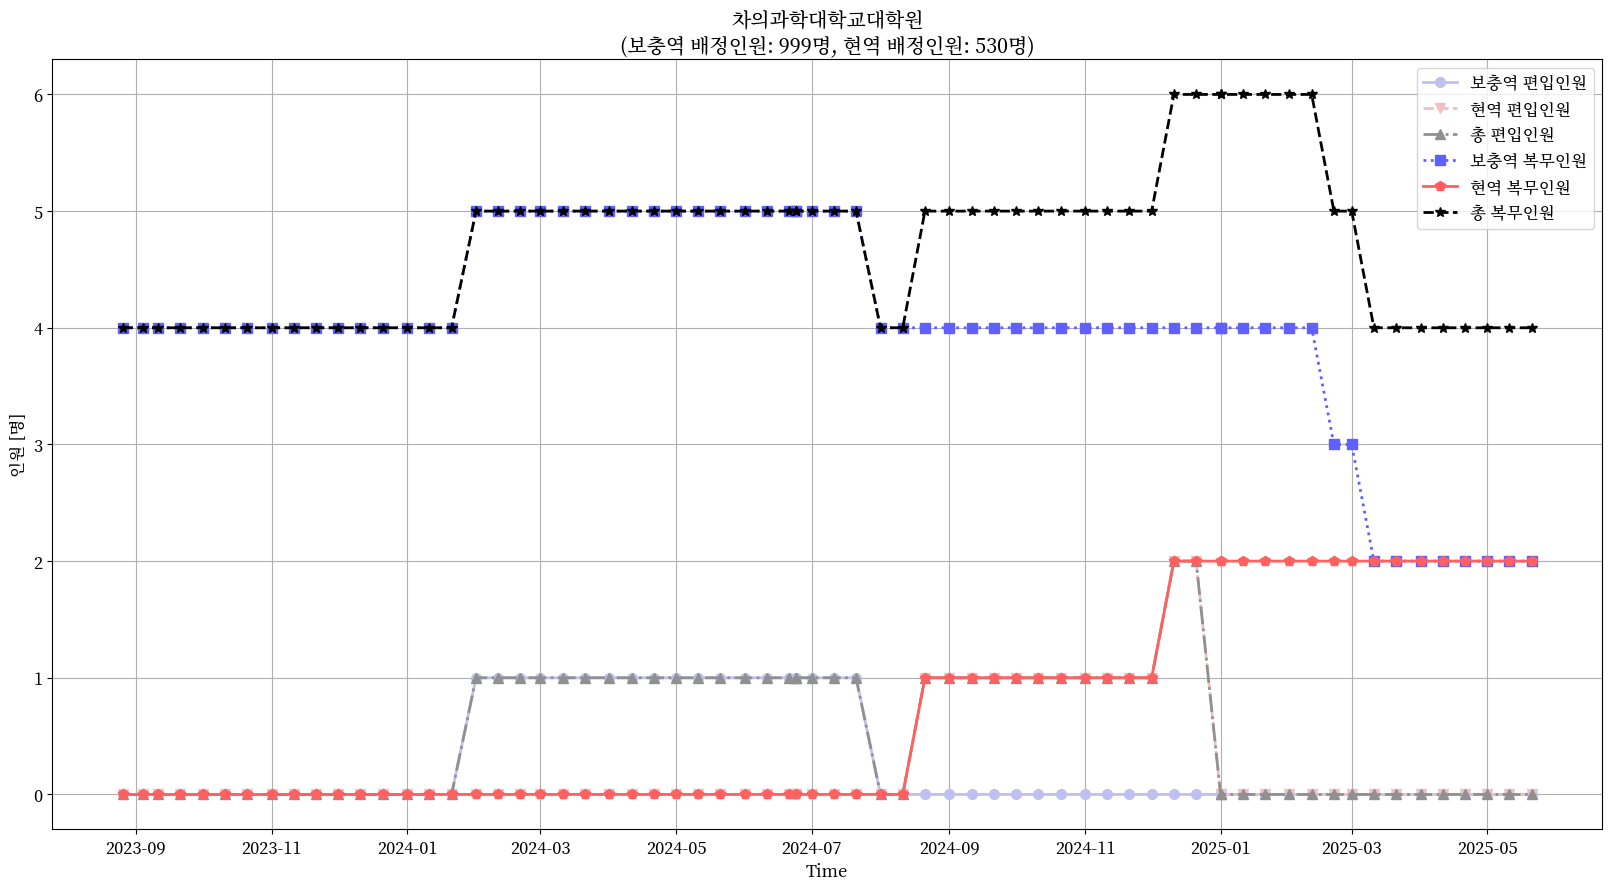 차의과학대학교대학원
(보충역 배정인원: 999명, 현역 배정인원: 530명)
보충역 편입인원
현역 편입인원
총 편입인원
보충역 복무인원
현역 복무인원
총 복무인원
인원 [명]
6
5
4
3
2
1
0
2023-09
2023-11
2024-01
2024-03
2024-05
2024-07
2024-09
2024-11
2025-01
2025-03
2025-05
Time